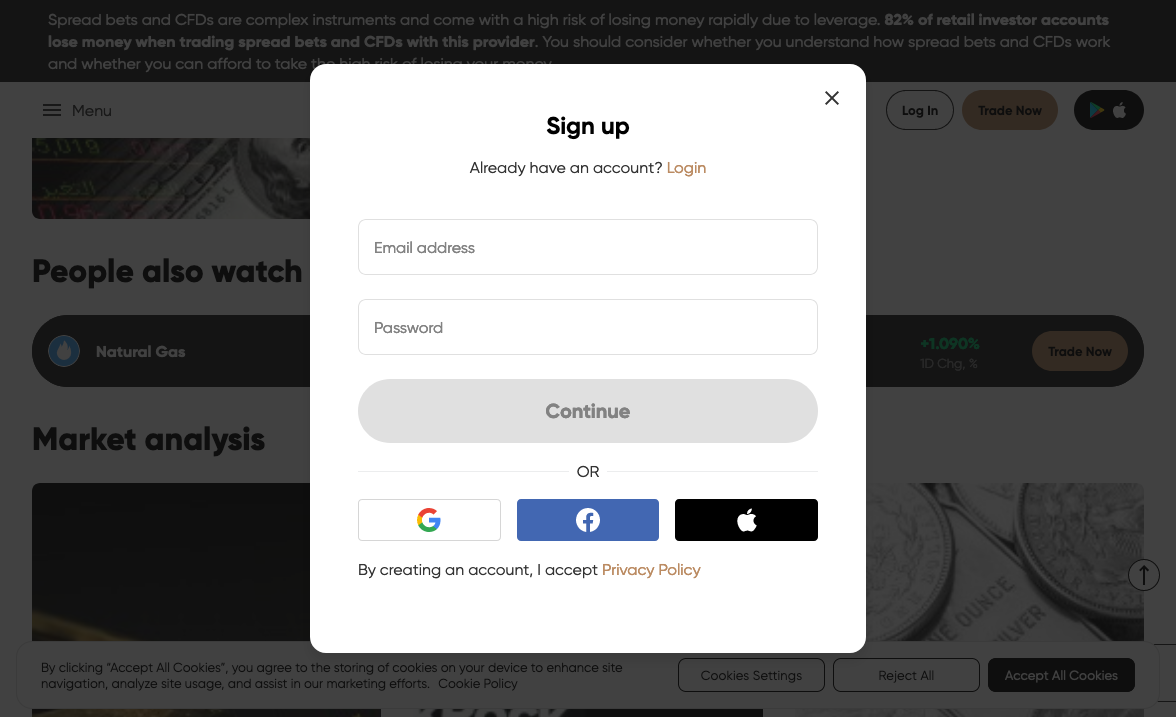 Spread bets and CFDs are complex instruments and come with a high risk of losing money rapidly due to leverage. 82% of retail investor accounts
lose money when trading spread bets and CFDs with this provider. You should consider whether you understand how spread bets and CFDs work
and whether you can afford to take the high risk of losing your money.
Menu
Log In
Trade Now
Sign up
Already have an account? Login
Email address
Password
Continue
OR
By creating an account, I accept Privacy Policy
5,019
التغير
People also watch
Natural Gas
+1.090%
1D Chg, %
Trade Now
Market analysis
OUNCE
SILVER
By clicking “Accept All Cookies”, you agree to the storing of cookies on your device to enhance site
navigation, analyze site usage, and assist in our marketing efforts. Cookie Policy
Cookies Settings
Reject All
Accept All Cookies